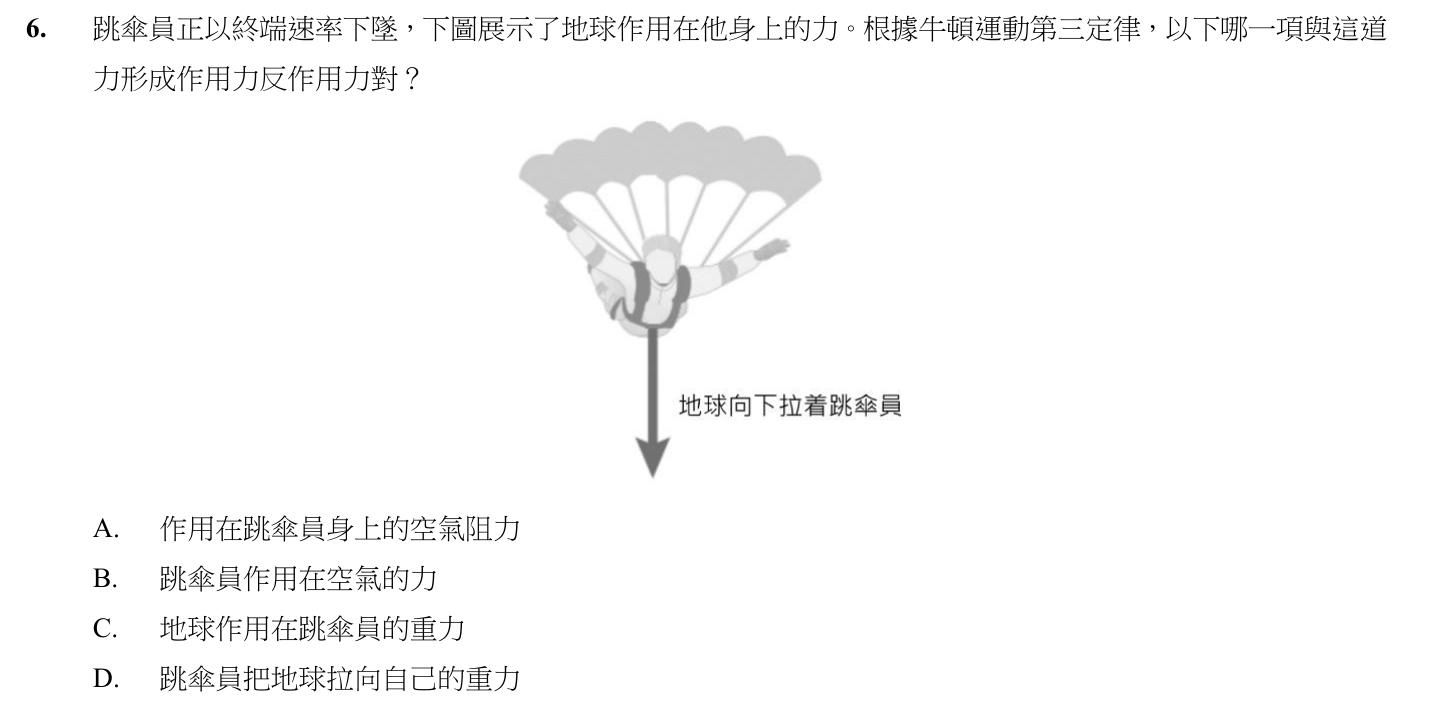 6. 跳傘員正以終端速率下墜，下圖展示了地球作用在他身上的力。根據牛頓運動第三定律，以下哪一項與這道
力形成作用力反作用力對？
地球向下拉着跳傘員
A. 作用在跳傘員身上的空氣阻力
B. 跳傘員作用在空氣的力
C. 地球作用在跳傘員的重力
D. 跳傘員把地球拉向自己的重力